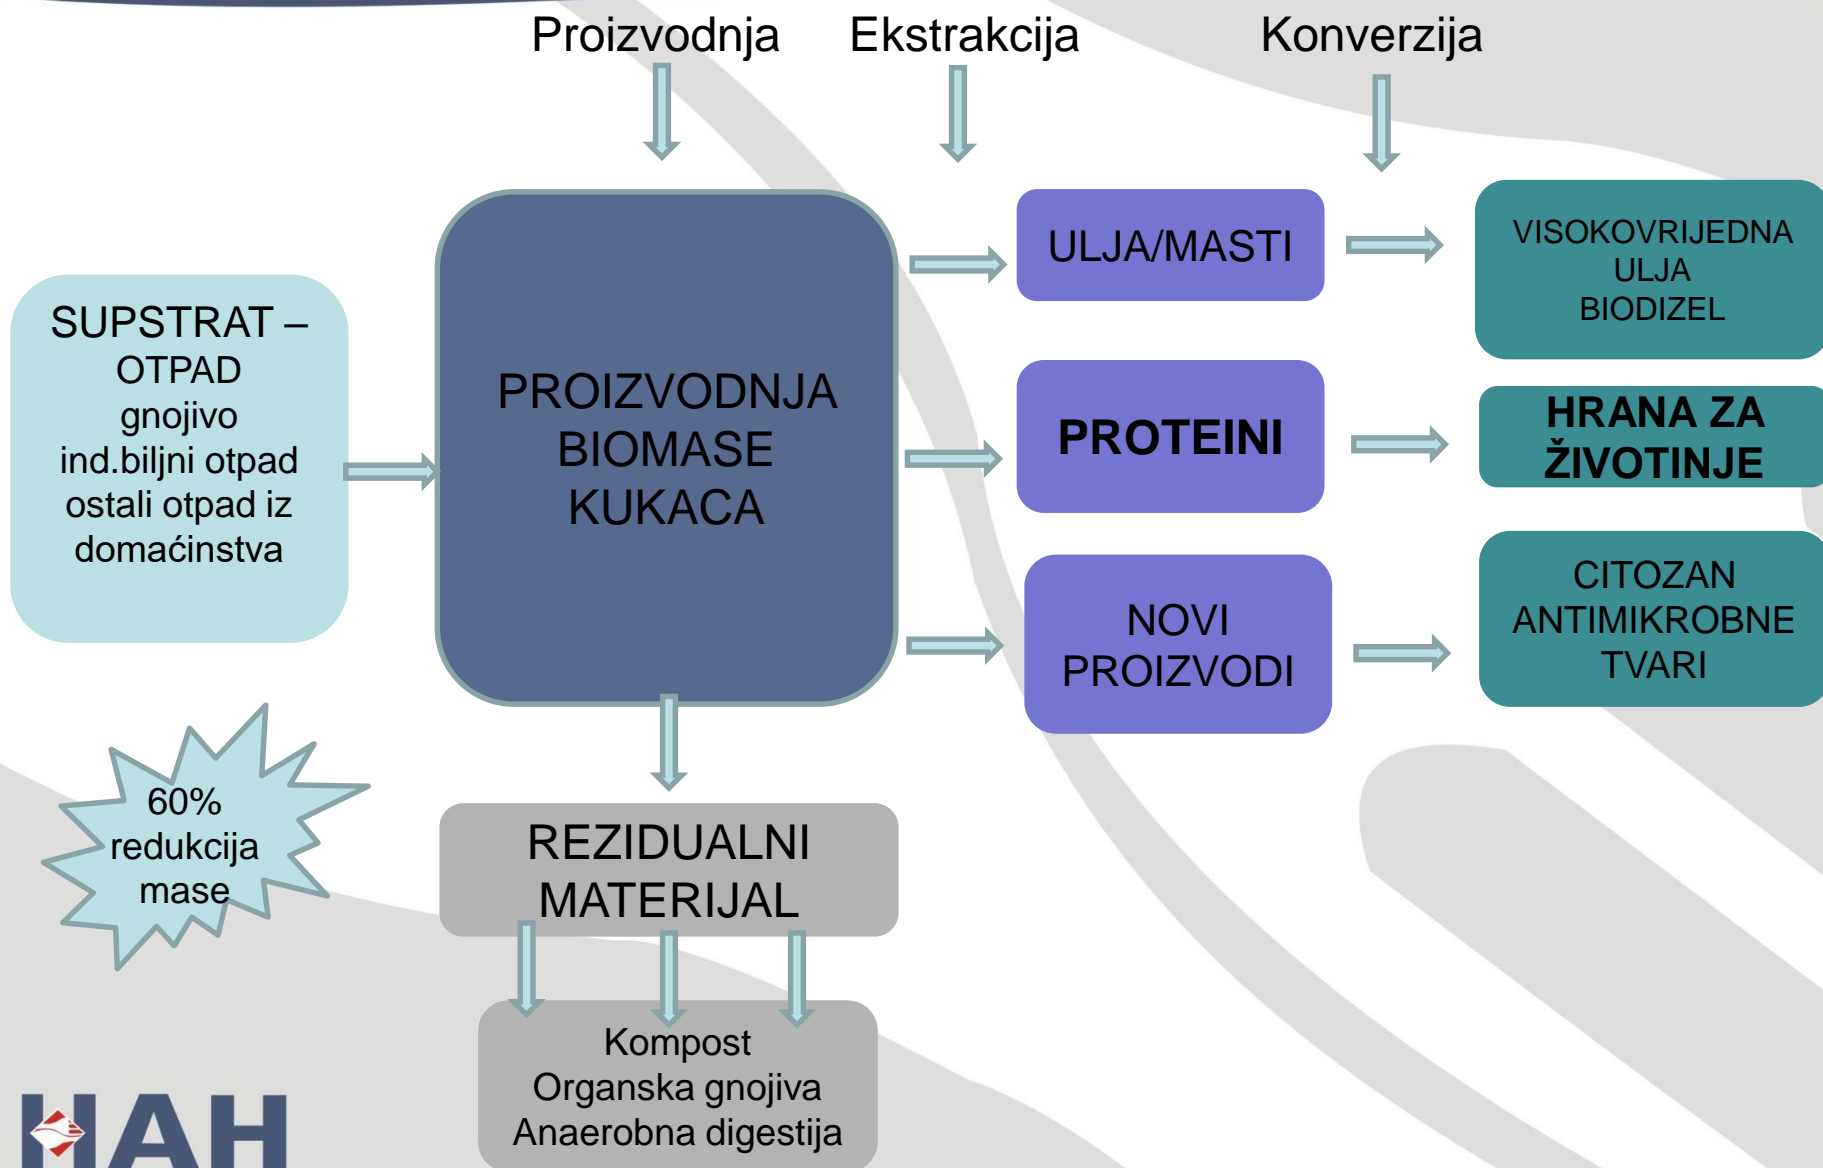 Proizvodnja
Ekstrakcija
Konverzija
SUPSTRAT –
OTPAD
gnojivo
ind.biljni otpad
ostali otpad iz
domaćinstva
PROIZVODNJA
BIOMASE
KUKACA
ULJA/MASTI
VISOKOVRIJEDNA
ULJA
BIODIZEL
PROTEINI
HRANA ZA
ŽIVOTINJE
NOVI
PROIZVODI
CITOZAN
ANTIMIKROBNE
TVARI
60%
redukcija
mase
REZIDUALNI
MATERIJAL
Kompost
Organska gnojiva
Anaerobna digestija
HAH